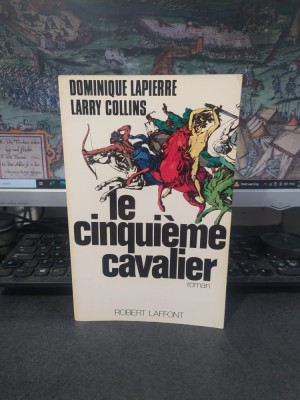 DOMINIQUE LAPIERRE
LARRY COLLINS
le
cinquième
cavalier
roman
ROBERT LAFFONT